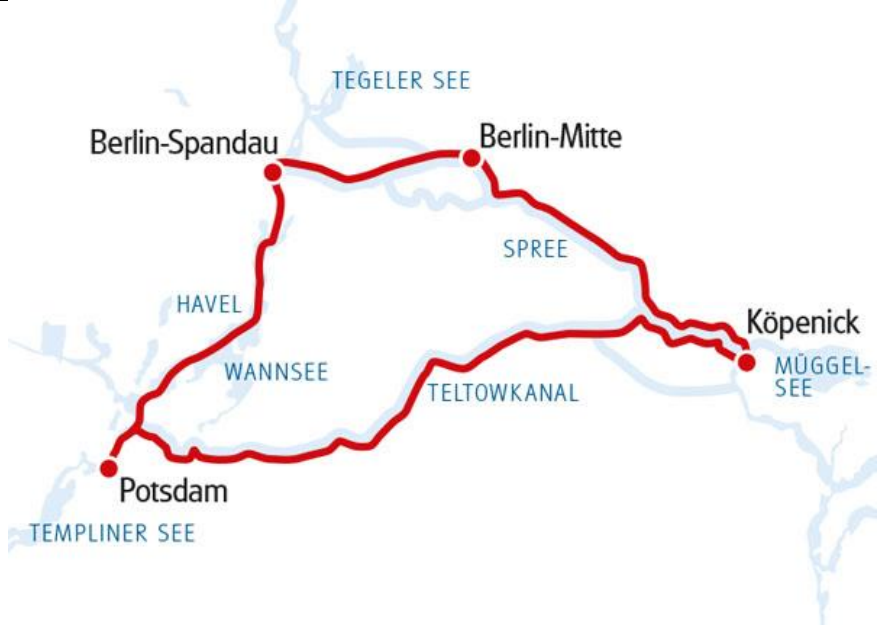 TEGELER SEE
Berlin-Spandau
Berlin-Mitte
SPREE
HAVEL
Köpenick
WANNSEE
MÜGGEL-
SEE
TELTOWKANAL
Potsdam
TEMPLINER SEE